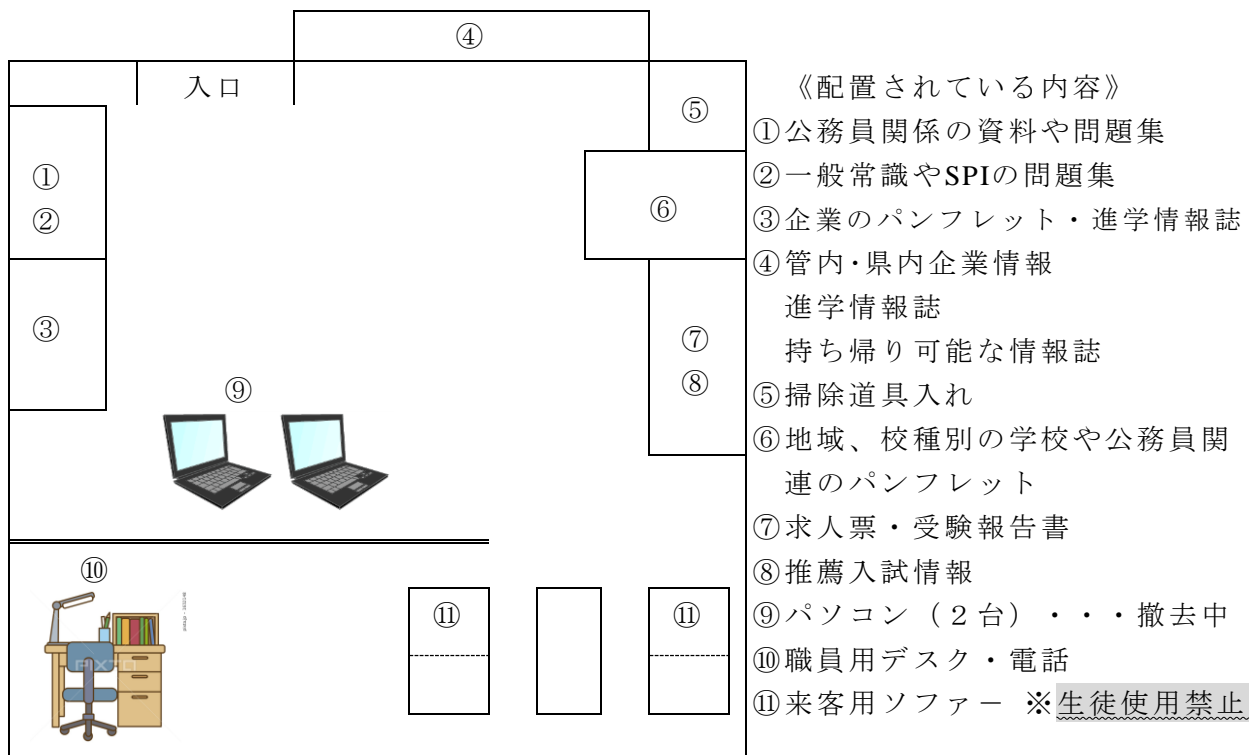 ④
入口
⑤
①
②
⑥
③
⑦
⑧
⑨
⑩
PIXTA
⑪
⑪
《配置されている内容》
①公務員関係の資料や問題集
②一般常識やSPIの問題集
③企業のパンフレット・進学情報誌
④管内・県内企業情報
進学情報誌
持ち帰り可能な情報誌
⑤掃除道具入れ
⑥地域、校種別の学校や公務員関
連のパンフレット
⑦求人票・受験報告書
⑧推薦入試情報
⑨パソコン（２台）・・・撤去中
⑩職員用デスク・電話
⑪来客用ソファー ※生徒使用禁止